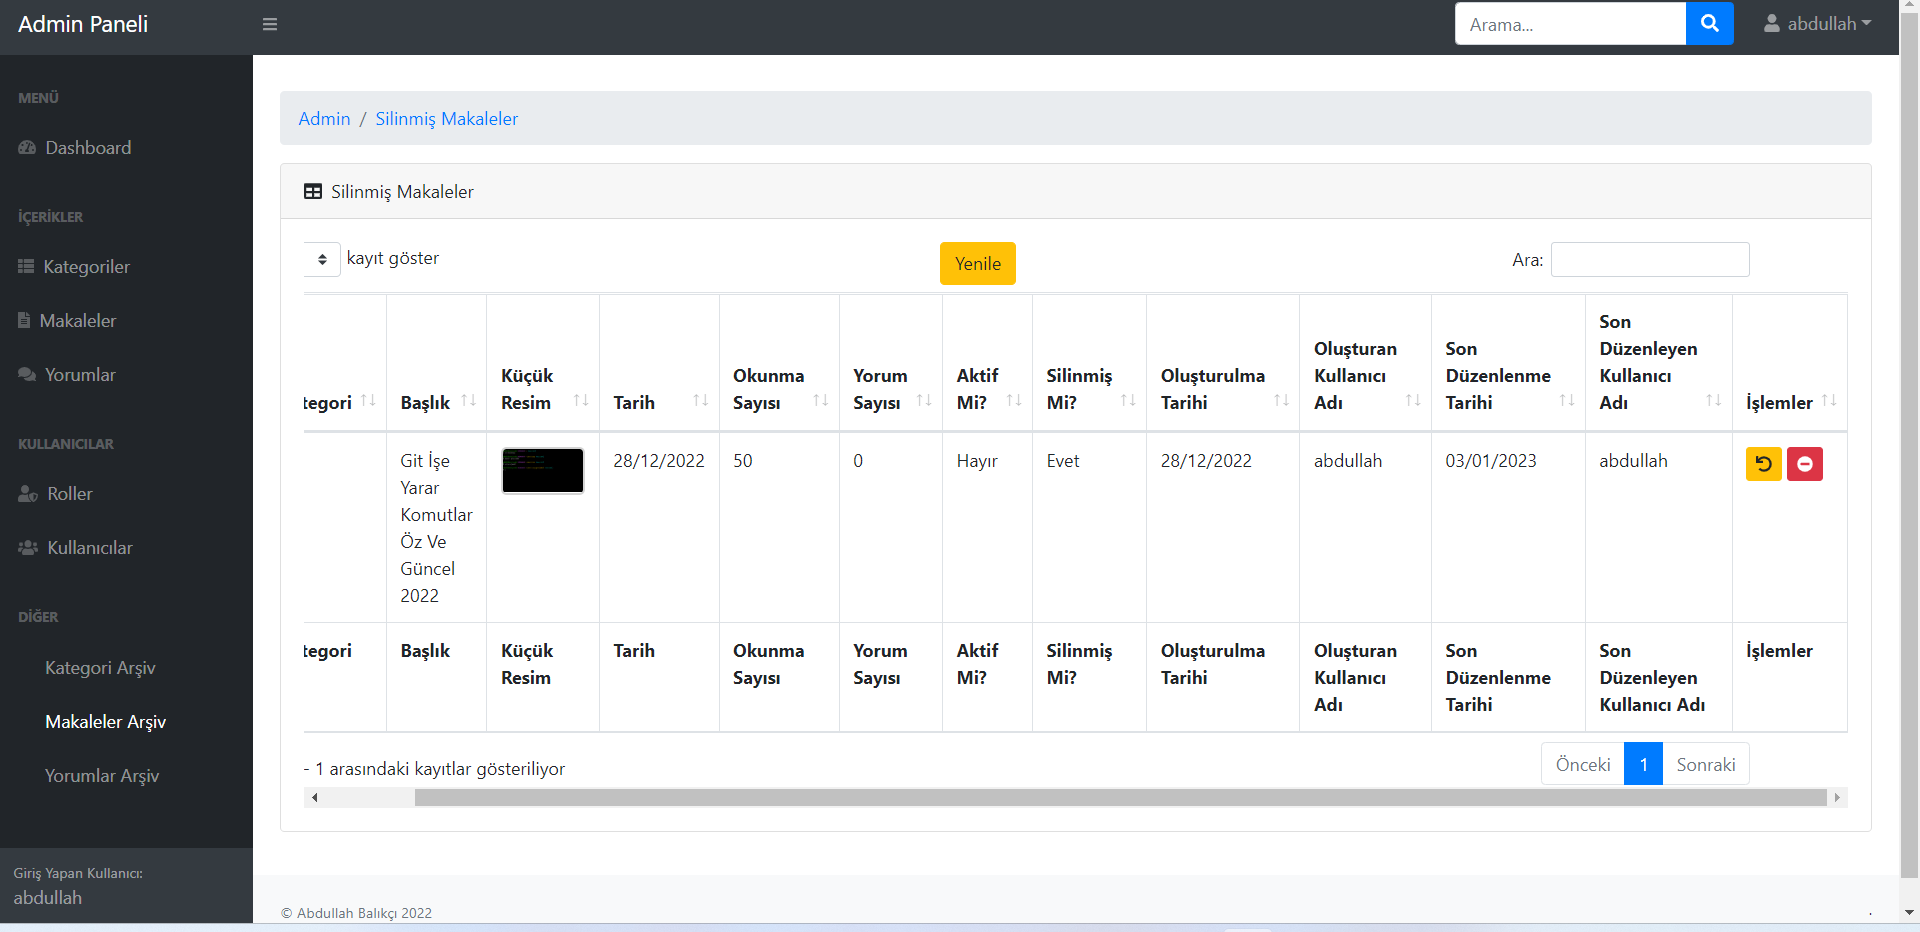 Admin Paneli
Arama...
abdullah
MENÜ
Dashboard
İÇERİKLER
Kategoriler
Makaleler
Yorumlar
KULLANICILAR
Roller
Kullanıcılar
DİĞER
Kategori Arşiv
Makaleler Arşiv
Yorumlar Arşiv
Giriş Yapan Kullanıcı:
abdullah
Admin / Silinmiş Makaleler
Silinmiş Makaleler
kayıt göster
Yenile
Ara:
tegori
Başlık
Küçük
Resim
Tarih
Okunma
Sayısı
Yorum
Sayısı
Aktif
Mi?
Silinmiş
Mi?
Oluşturulma
Tarihi
Oluşturan
Kullanıcı
Adı
Son
Düzenlenme
Tarihi
Son
Düzenleyen
Kullanıcı
Adı
İşlemler
Git İşe
Yarar
Komutlar
Öz Ve
Güncel
2022
28/12/2022
50
0
Hayır
Evet
28/12/2022
abdullah
03/01/2023
abdullah
tegori
Başlık
Küçük
Resim
Tarih
Okunma
Sayısı
Yorum
Sayısı
Aktif
Mi?
Silinmiş
Mi?
Oluşturulma
Tarihi
Oluşturan
Kullanıcı
Adı
Son
Düzenlenme
Tarihi
Son
Düzenleyen
Kullanıcı Adı
İşlemler
- 1 arasındaki kayıtlar gösteriliyor
Önceki
1
Sonraki
© Abdullah Balıkçı 2022
.